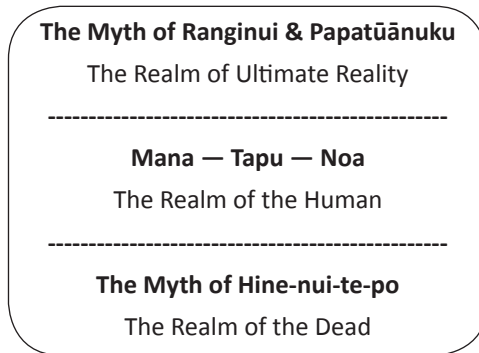 The Myth of Ranginui & Papatūānuku
The Realm of Ultimate Reality
-------------------------------------------------
Mana — Tapu — Noa
The Realm of the Human
-------------------------------------------------
The Myth of Hine-nui-te-po
The Realm of the Dead